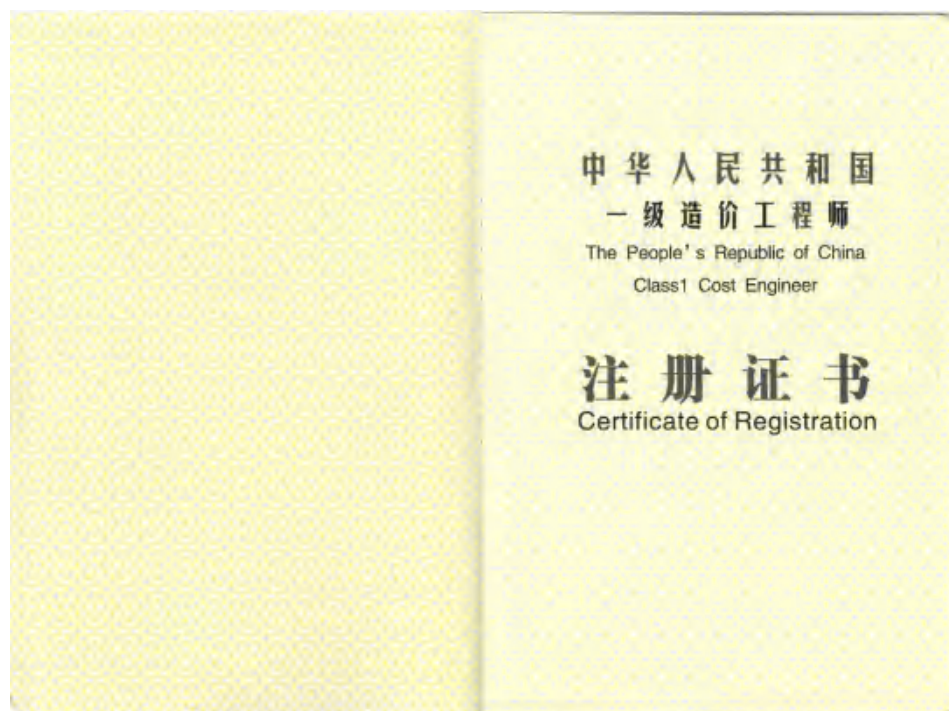 中华人民共和国
一级造价工程师
The People's Republic of China
Class1 Cost Engineer
注册证书
Certificate of Registration